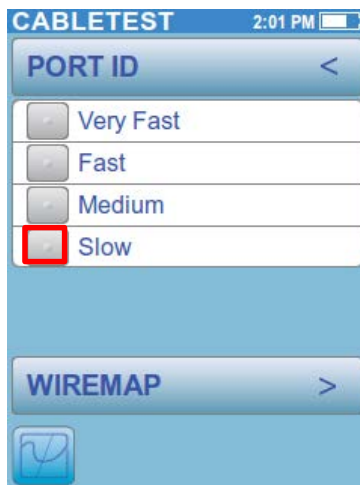 CABLETEST 2:01 PM
PORT ID <
Very Fast
Fast
Medium
Slow
WIREMAP >